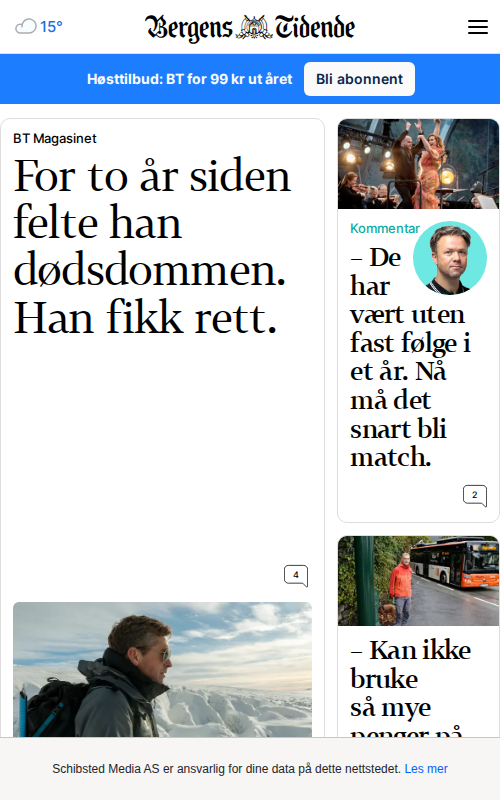 15°
Bergens Tidende
Høsttilbud: BT for 99 kr ut året
Bli abonnent
BT Magasinet
For to år siden
felte han
dødsdommen.
Han fikk rett.
4
Kommentar
– De
har
vært uten
fast følge i
et år. Nå
må det
snart bli
match.
2
– Kan ikke
bruke
så mye
penger på
Schibsted Media AS er ansvarlig for dine data på dette nettstedet. Les mer